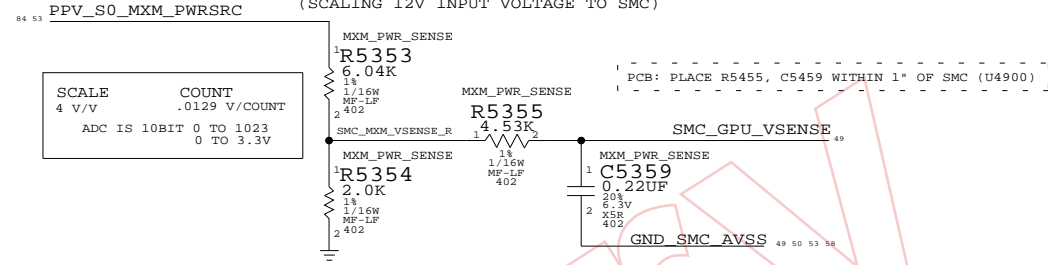 (SCALING 12V INPUT VOLTAGE TO SMC)
84 53 PPV_S0_MXM_PWRSRC
MXM_PWR_SENSE
1 R5353
6.04K
1%
1/16W
MF-LF
2 402
PCB: PLACE R5455, C5459 WITHIN 1" OF SMC (U4900)
SCALE COUNT
4 V/V .0129 V/COUNT
ADC IS 10BIT 0 TO 1023
0 TO 3.3V
MXM_PWR_SENSE
R5355
4.53K
SMC_MXM_VSENSE_R 1 2 SMC_GPU_VSENSE 49
1%
1/16W
MF-LF
402
MXM_PWR_SENSE
1 R5354
2.0K
1%
1/16W
MF-LF
2 402
MXM_PWR_SENSE
1 C5359
0.22UF
20%
2 6.3V
X5R
402
GND_SMC_AVSS 49 50 53 58